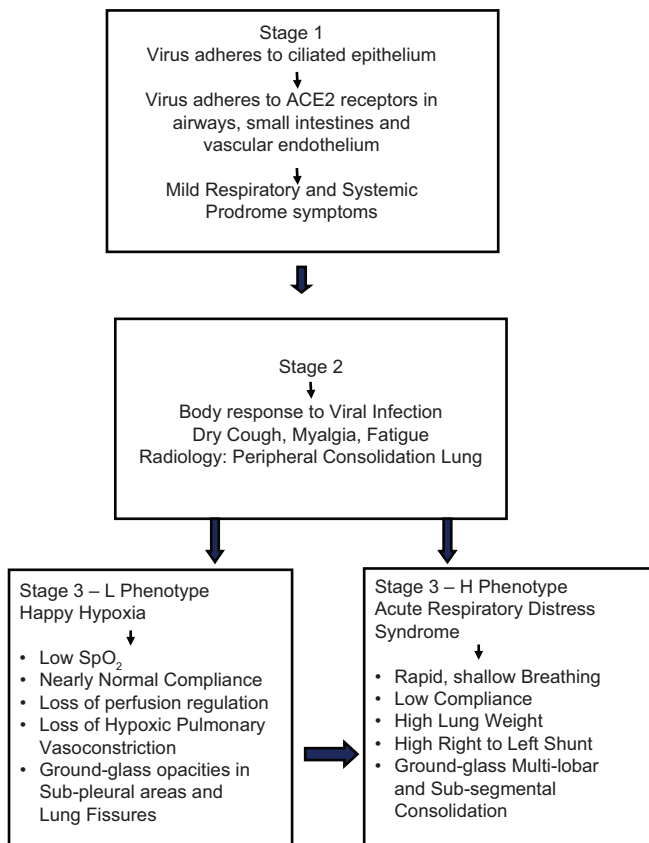 Stage 1
Virus adheres to ciliated epithelium
Virus adheres to ACE2 receptors in
airways, small intestines and
vascular endothelium
Mild Respiratory and Systemic
Prodrome symptoms
Stage 2
Body response to Viral Infection
Dry Cough, Myalgia, Fatigue
Radiology: Peripheral Consolidation Lung
Stage 3 – L Phenotype
Happy Hypoxia
• Low SpO₂
• Nearly Normal Compliance
• Loss of perfusion regulation
• Loss of Hypoxic Pulmonary
Vasoconstriction
• Ground-glass opacities in
Sub-pleural areas and
Lung Fissures
Stage 3 – H Phenotype
Acute Respiratory Distress
Syndrome
• Rapid, shallow Breathing
• Low Compliance
• High Lung Weight
• High Right to Left Shunt
• Ground-glass Multi-lobar
and Sub-segmental
Consolidation